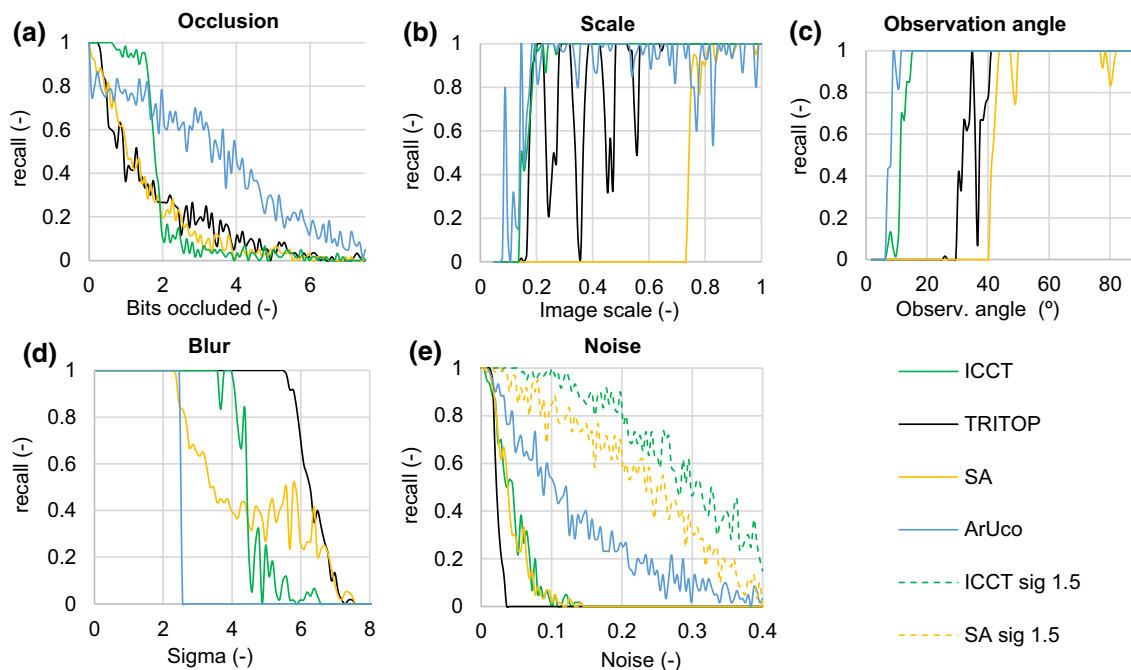 (a) Occlusion
1
0.8
0.6
0.4
0.2
0
recall (-)
0 2 4 6
Bits occluded (-)
(b) Scale
1
0.8
0.6
0.4
0.2
0
recall (-)
0 0.2 0.4 0.6 0.8 1
Image scale (-)
(c) Observation angle
1
0.8
0.6
0.4
0.2
0
recall (-)
0 20 40 60 80
Observ. angle (º)
(d) Blur
1
0.8
0.6
0.4
0.2
0
recall (-)
0 2 4 6 8
Sigma (-)
(e) Noise
1
0.8
0.6
0.4
0.2
0
recall (-)
0 0.1 0.2 0.3 0.4
Noise (-)
ICCT
TRITOP
SA
ArUco
ICCT sig 1.5
SA sig 1.5